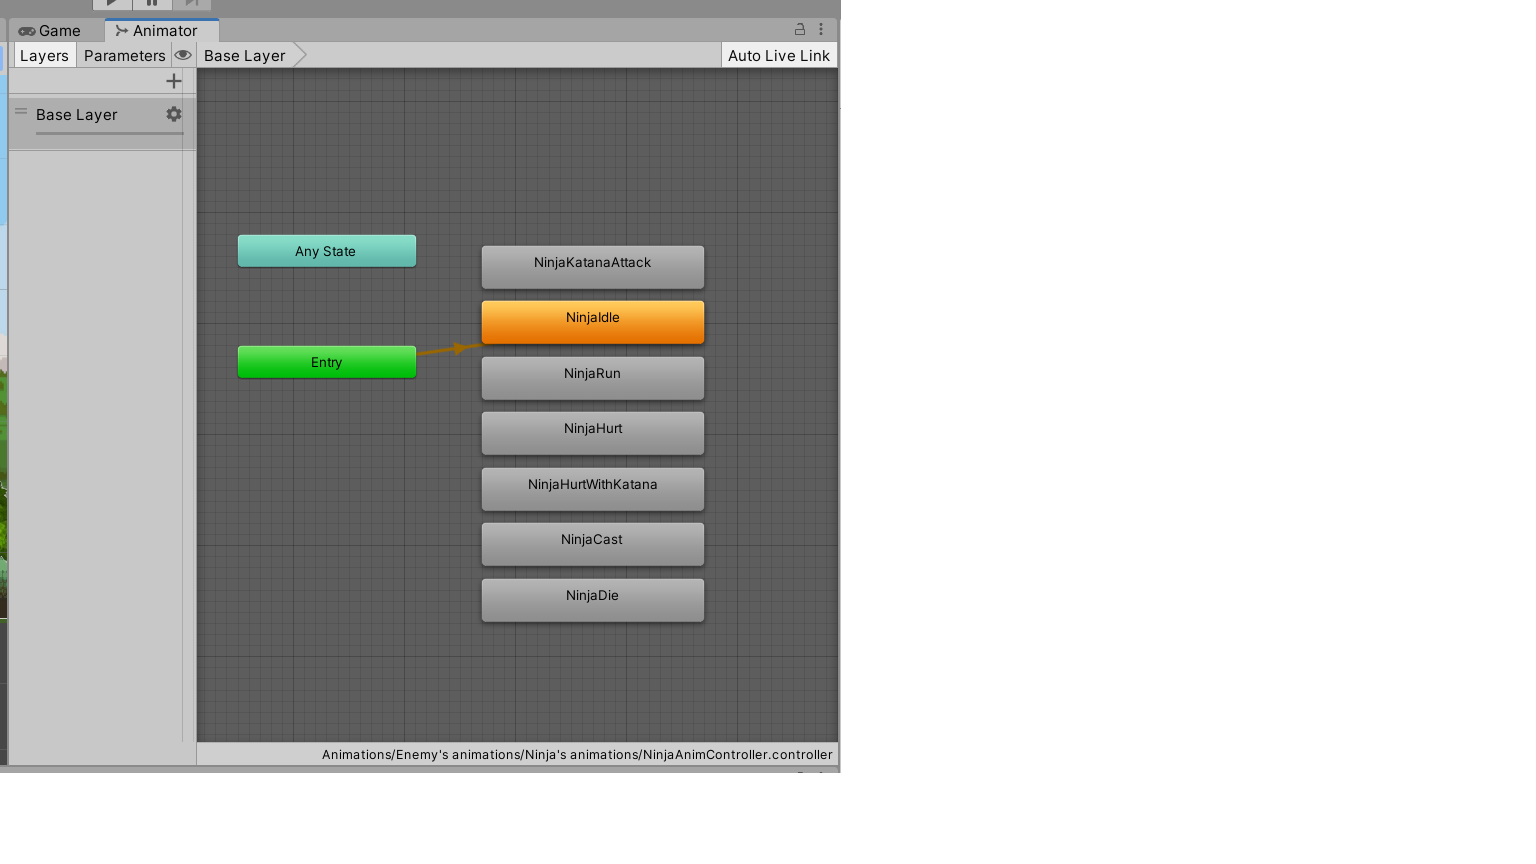 Game
Animator
Layers
Parameters
Base Layer
Auto Live Link
Base Layer
Any State
NinjaKatanaAttack
NinjaIdle
Entry
NinjaRun
NinjaHurt
NinjaHurtWithKatana
NinjaCast
NinjaDie
Animations/Enemy's animations/Ninja's animations/NinjaAnimController.controller